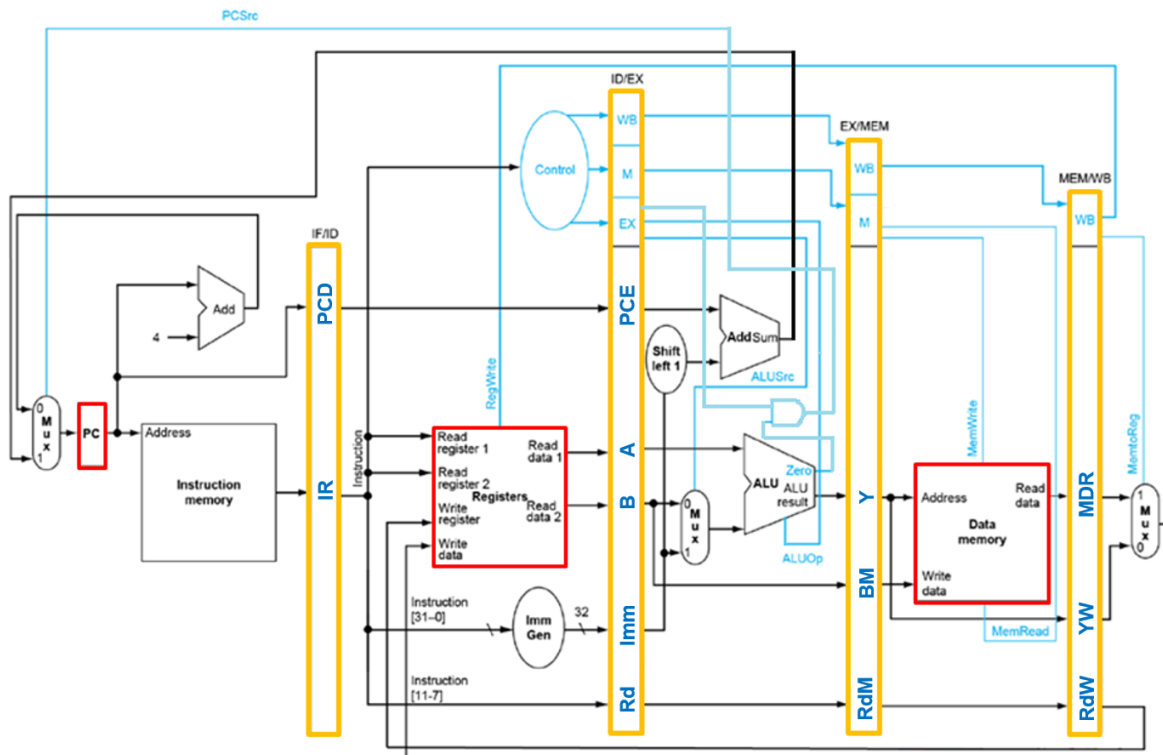 PCSrc
ID/EX
WB
M
EX
Control
EX/MEM
WB
M
MEM/WB
WB
IF/ID
PCD
IR
PCE
A
B
Imm
Rd
Y
BM
RdM
MDR
YW
RdW
Add
4
Add Sum
Shift
left 1
ALUSrc
RegWrite
MemWrite
MemtoReg
0
Mux
1
PC
Address
Instruction
memory
Instruction
Read
register 1
Read
register 2
Registers
Write
register
Write
data
Read
data 1
Read
data 2
0
Mux
1
Zero
ALU
ALU
result
ALUOp
Address
Read
data
Data
memory
Write
data
MemRead
1
Mux
0
Instruction
[31–0]
Imm
Gen
32
Instruction
[11-7]